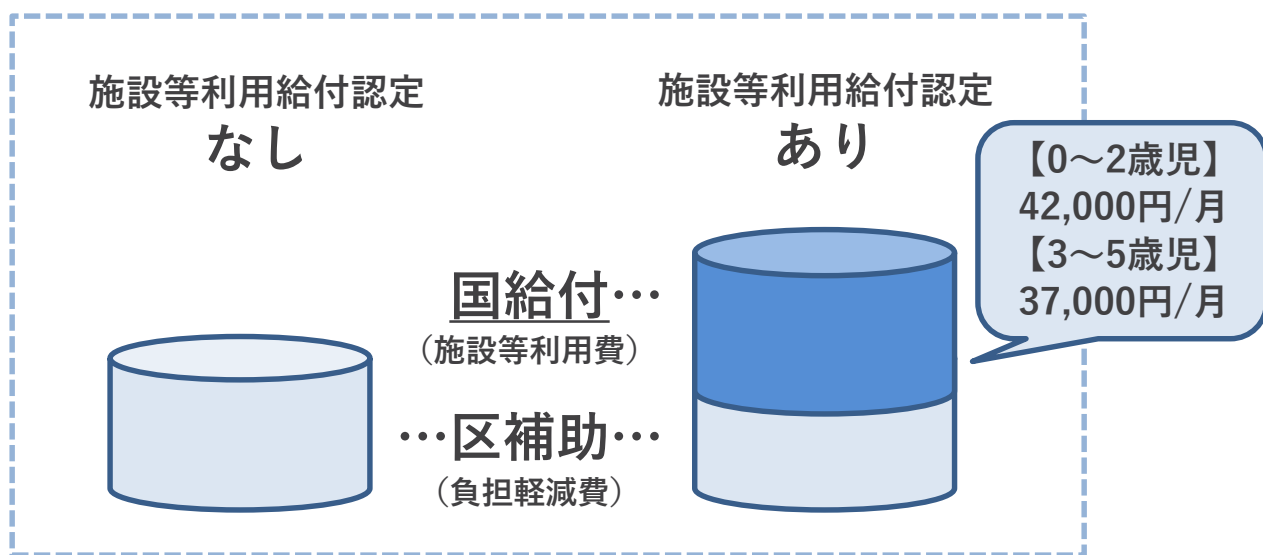 施設等利用給付認定
なし
施設等利用給付認定
あり
【0～2歳児】
42,000円/月
【3～5歳児】
37,000円/月
国給付…
（施設等利用費）
…区補助…
（負担軽減費）